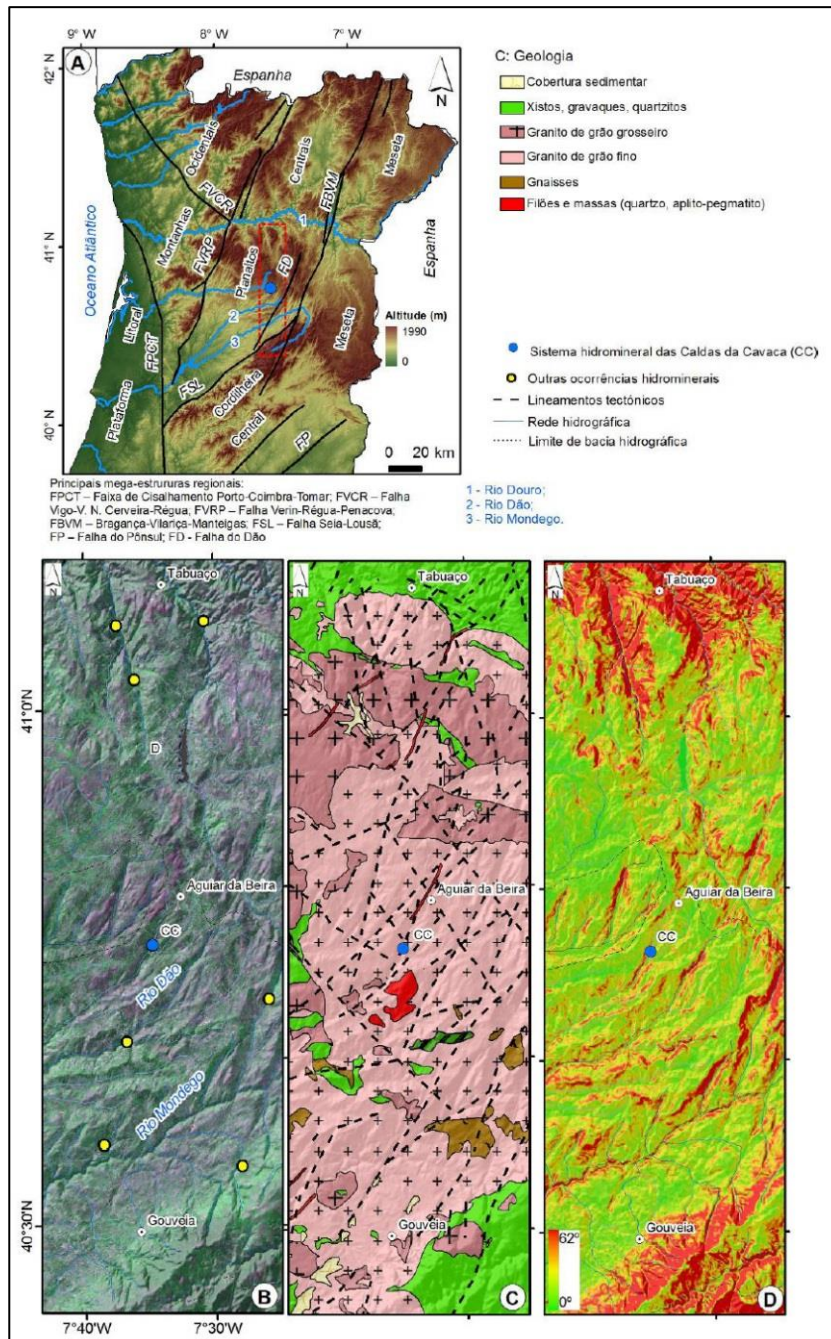 9° W
8° W
7° W
A
42° N
Espanha
N
Ocidentais
Centrais
Meseta
FVCR
FBVM
Montanhas
1
41° N
FVRP
Planaltos
FD
Espanha
Oceano Atlântico
Litoral
2
3
Meseta
Altitude (m)
1990
FPCT
FSL
Cordilheira
Plataforma
Central
40° N
FP
0 20 km
C: Geologia
Cobertura sedimentar
Xistos, gravaques, quartzitos
Granito de grão grosseiro
Granito de grão fino
Gnaisses
Filões e massas (quartzo, aplito-pegmatito)
Sistema hidromineral das Caldas da Cavaca (CC)
Outras ocorrências hidrominerais
Lineamentos tectónicos
Rede hidrográfica
Limite de bacia hidrográfica
Principais mega-estruturas regionais:
FPCT – Faixa de Cisalhamento Porto-Coimbra-Tomar; FVCR – Falha
Vigo-V. N. Cerveira-Régua; FVRP – Falha Verin-Régua-Penacova;
FBVM – Bragança-Vilariça-Manteigas; FSL – Falha Seia-Lousã;
FP – Falha do Pônsul; FD - Falha do Dão
1 - Rio Douro;
2 - Rio Dão;
3 - Rio Mondego.
N
Tabuaço
41°0'N
D
Aguiar da Beira
CC
Rio Dão
Rio Mondego
40°30'N
Gouveia
B
7°40'W
7°30'W
N
Tabuaço
Aguiar da Beira
CC
Gouveia
C
N
Tabuaço
Aguiar da Beira
CC
Gouveia
62°
0°
D